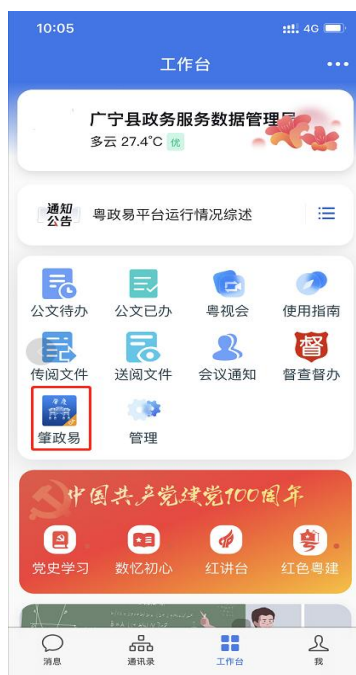 10:05
4G
工作台
广宁县政务服务数据管理
多云 27.4°C 优
通知
公告
粤政易平台运行情况综述
公文待办 公文已办 粤视会 使用指南
督
传阅文件 送阅文件 会议通知 督查督办
肇庆
肇政易 管理
中国共产党建党100周年
粤
党史学习 数忆初心 红讲台 红色粤建
消息 通讯录 工作台 我